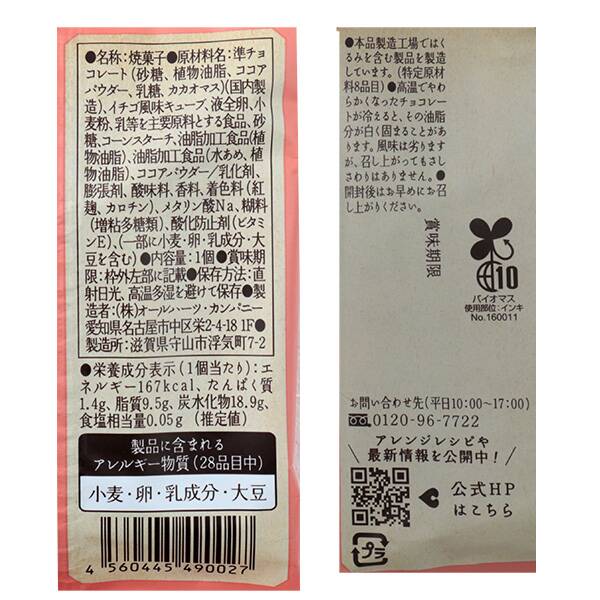 ●名称:焼菓子●原材料名:準チョ
コレート(砂糖、植物油脂、ココア
パウダー、乳糖、カカオマス)(国内製
造)、イチゴ風味キューブ、液全卵、小
麦粉、乳等を主要原料とする食品、砂
糖、コーンスターチ、油脂加工食品(植
物油脂)、油脂加工食品(水あめ、植物
油脂)、ココアパウダー/乳化剤、
膨張剤、酸味料、香料、着色料(紅
麹、カロチン)、メタリン酸Na、糊料
(増粘多糖類)、酸化防止剤(ビタミ
ンE)、(一部に小麦・卵・乳成分・大
豆を含む)●内容量:1個●賞味期
限:枠外左部に記載●保存方法:直
射日光、高温多湿を避けて保存●製
造者:(株)オールハーツ・カンパニー
愛知県名古屋市中区栄2-4-18 1F●
製造所:滋賀県守山市浮気町7-2
●栄養成分表示(1個当たり):エ
ネルギー167kcal、たんぱく質
1.4g、脂質9.5g、炭水化物18.9g、
食塩相当量0.05g (推定値)
製品に含まれる
アレルギー物質(28品目中)
小麦・卵・乳成分・大豆
4 560445 490027
●本品製造工場ではく
るみを含む製品を製造
しています。(特定原材
料8品目)●高温でやわ
らかくなったチョコレート
が冷えると、その油脂
分が白く固まることがあ
ります。風味は劣ります
が、召し上がってもさし
さわりはありません。●
開封後はお早めにお召
し上がりください。
賞味期限
10
バイオマス
使用部位:インキ
No.160011
お問い合わせ先(平日10:00~17:00)
0120-96-7722
アレンジレシピや
最新情報を公開中!
公式HP
はこちら
プラ